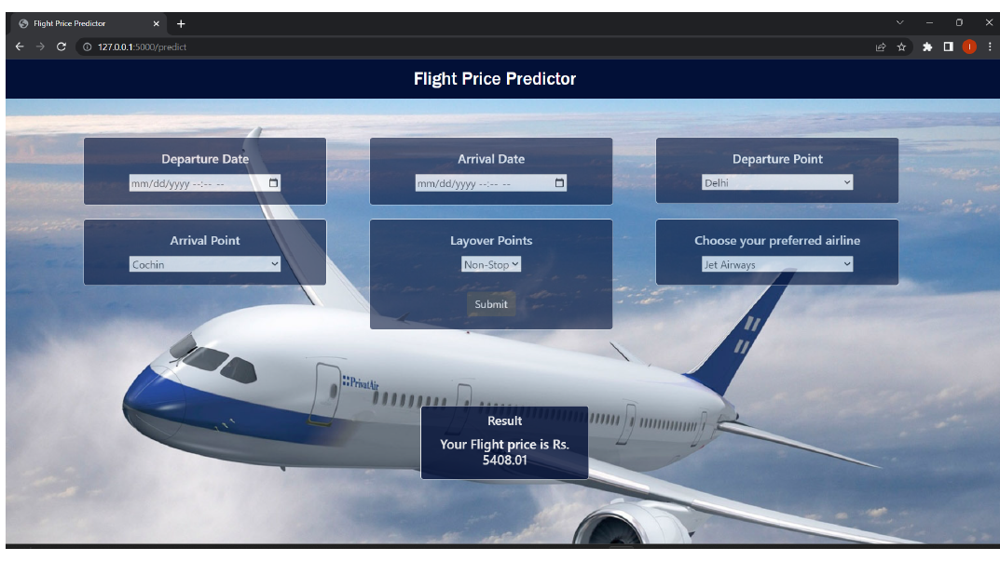 Flight Price Predictor
127.0.0.1:5000/predict
I
Flight Price Predictor
Departure Date
mm/dd/yyyy --:-- --
Arrival Date
mm/dd/yyyy --:-- --
Departure Point
Delhi
Arrival Point
Cochin
Layover Points
Non-Stop
Submit
Choose your preferred airline
Jet Airways
PrivatAir
Result
Your Flight price is Rs.
5408.01